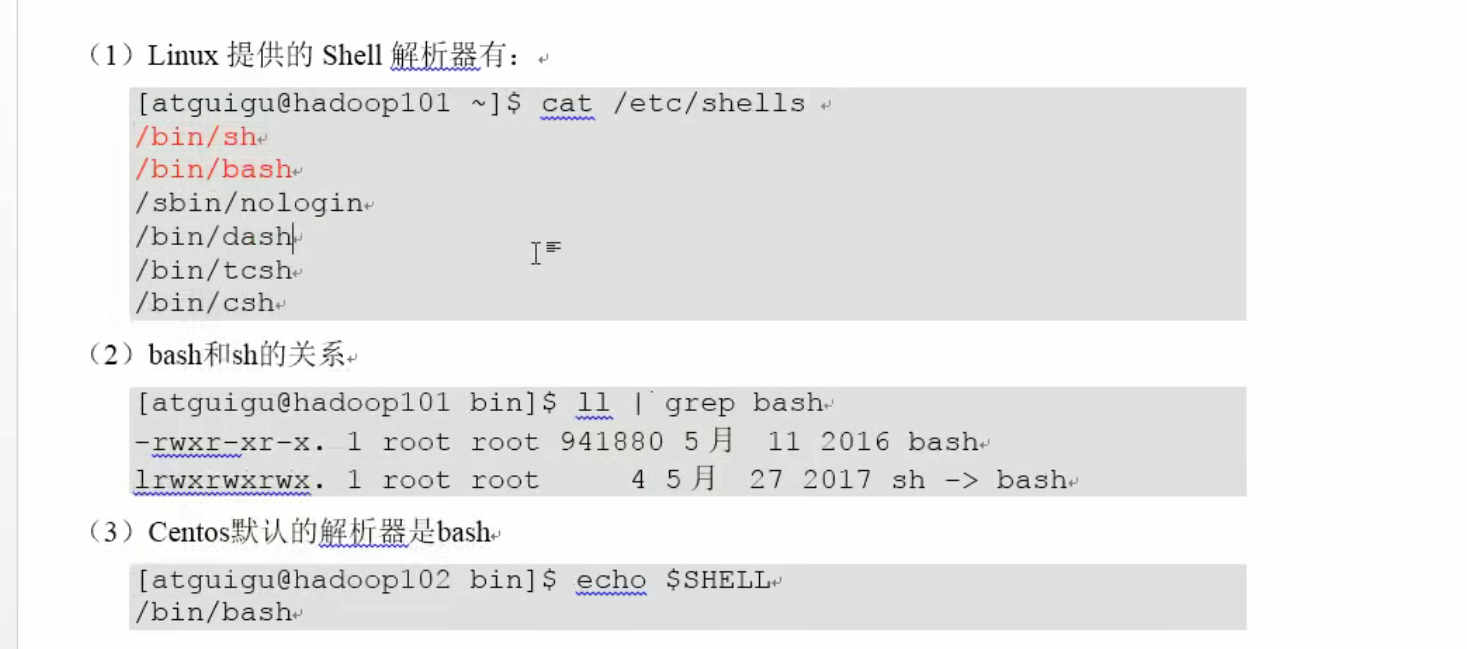 （1）Linux 提供的 Shell 解析器有：
[atguigu@hadoop101 ~]$ cat /etc/shells
/bin/sh
/bin/bash
/sbin/nologin
/bin/dash
/bin/tcsh
/bin/csh
（2）bash和sh的关系
[atguigu@hadoop101 bin]$ ll | grep bash
-rwxr-xr-x. 1 root root 941880 5月  11 2016 bash
lrwxrwxrwx. 1 root root      4 5月  27 2017 sh -> bash
（3）Centos默认的解析器是bash
[atguigu@hadoop102 bin]$ echo $SHELL
/bin/bash